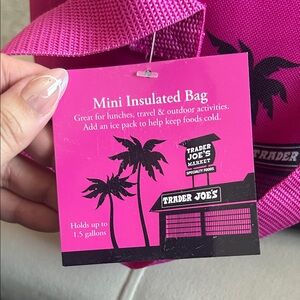 Mini Insulated Bag
Great for lunches, travel & outdoor activities.
Add an ice pack to help keep foods cold.
TRADER
JOE'S
MARKET
SPECIALTY FOODS
TRADER JOE'S
Holds up to
1.5 gallons
TRADER